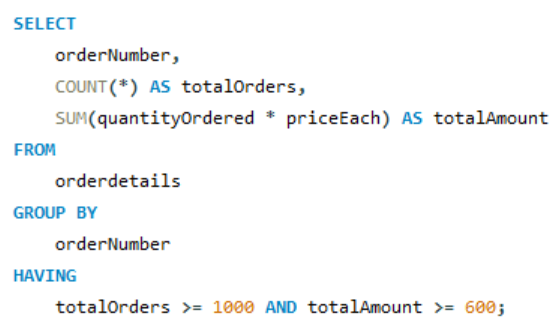 SELECT
orderNumber,
COUNT(*) AS totalOrders,
SUM(quantityOrdered * priceEach) AS totalAmount
FROM
orderdetails
GROUP BY
orderNumber
HAVING
totalOrders >= 1000 AND totalAmount >= 600;